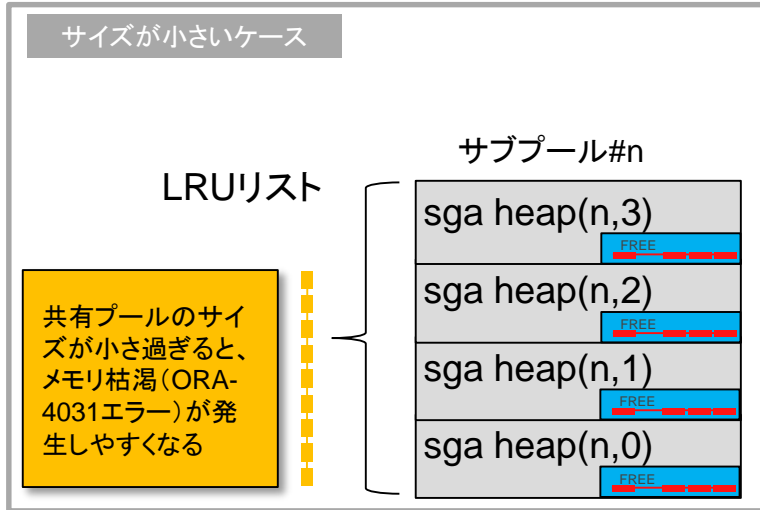 サイズが小さいケース
サブプール#n
LRUリスト
sga heap(n,3)
FREE
sga heap(n,2)
FREE
sga heap(n,1)
FREE
sga heap(n,0)
FREE
共有プールのサイ
ズが小さ過ぎると、
メモリ枯渇(ORA-
4031エラー)が発
生しやすくなる